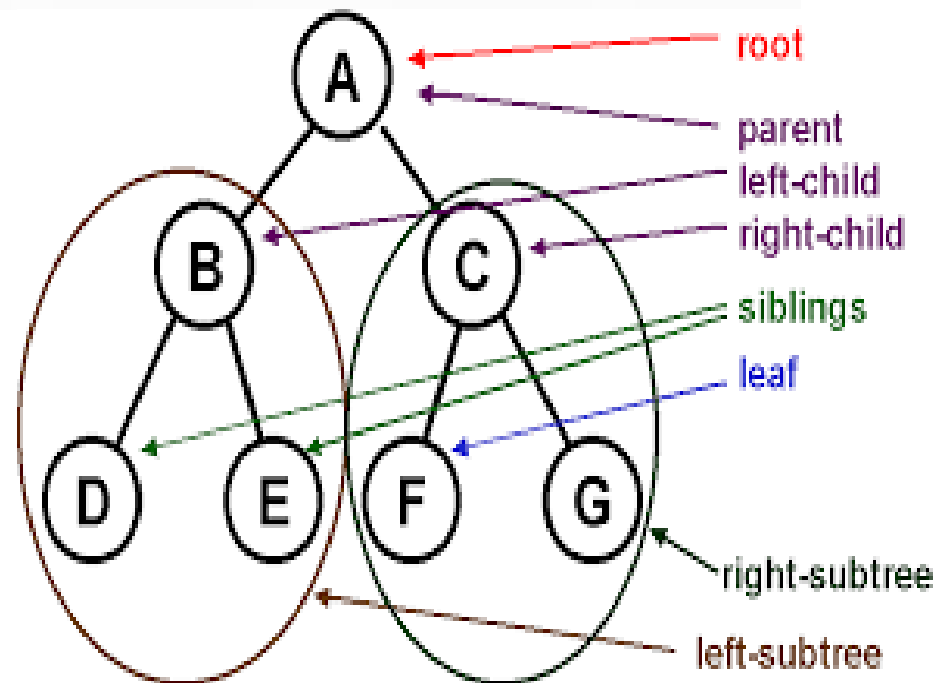 A
root
parent
left-child
B
C
right-child
siblings
leaf
D
E
F
G
right-subtree
left-subtree